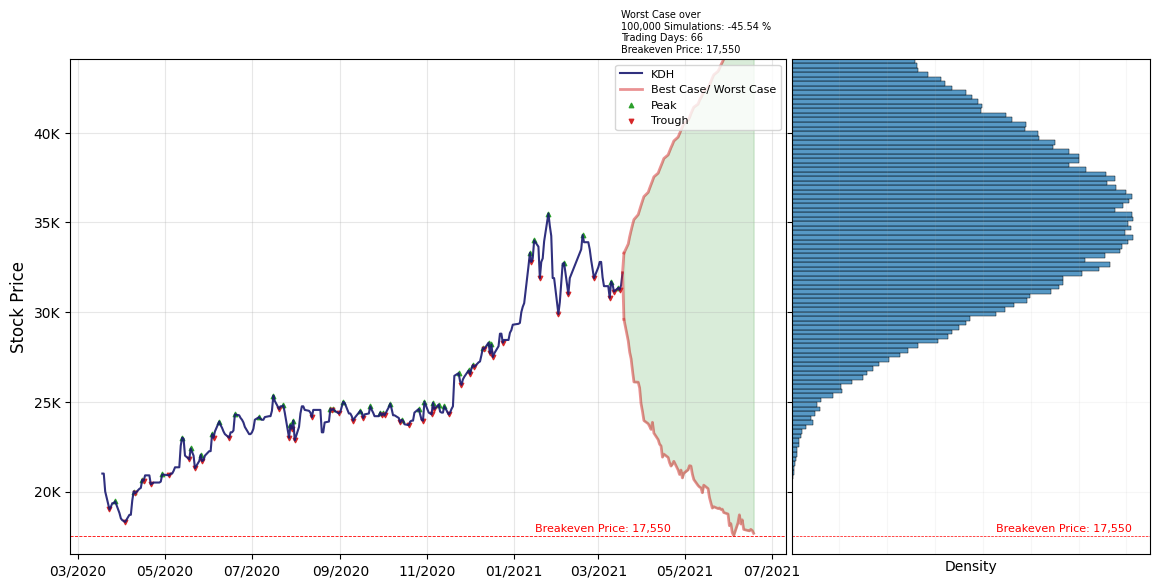 Worst Case over
100,000 Simulations: -45.54 %
Trading Days: 66
Breakeven Price: 17,550
KDH
Best Case/ Worst Case
Peak
Trough
Stock Price
40K
35K
30K
25K
20K
Breakeven Price: 17,550
Breakeven Price: 17,550
03/2020
05/2020
07/2020
09/2020
11/2020
01/2021
03/2021
05/2021
07/2021
Density